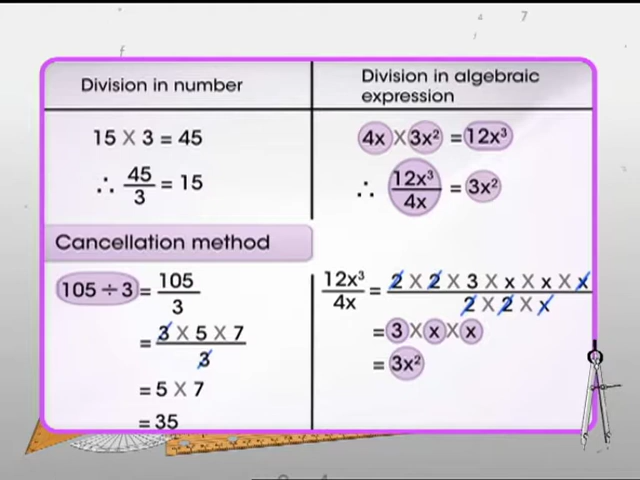 Division in number
Division in algebraic
expression
15 X 3 = 45
∴ 45/3 = 15
4x X 3x² = 12x³
∴ 12x³/4x = 3x²
Cancellation method
105 ÷ 3 = 105/3
= 3 X 5 X 7/3
= 5 X 7
= 35
12x³/4x = 2 X 2 X 3 X x X x X x/2 X 2 X x
= 3 X x X x
= 3x²